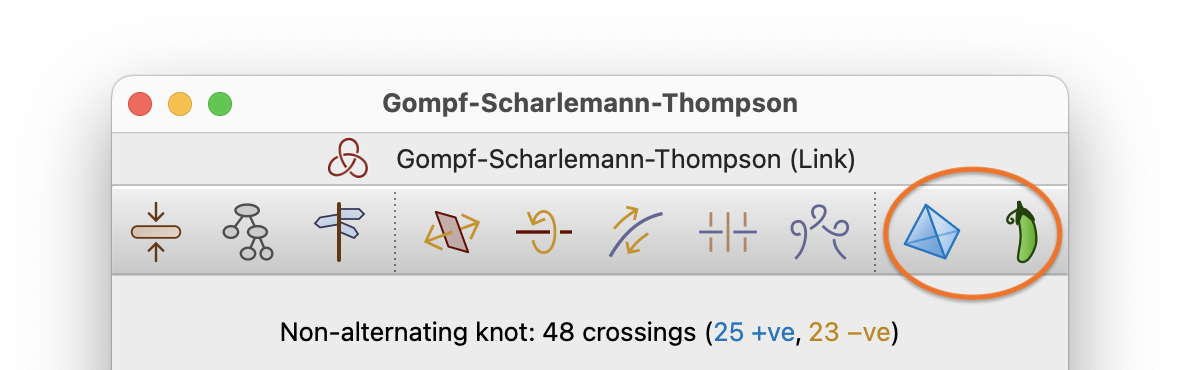 Gompf-Scharlemann-Thompson
Gompf-Scharlemann-Thompson (Link)
Non-alternating knot: 48 crossings (25 +ve, 23 −ve)